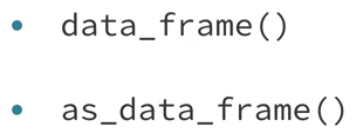 • data_frame()
• as_data_frame()